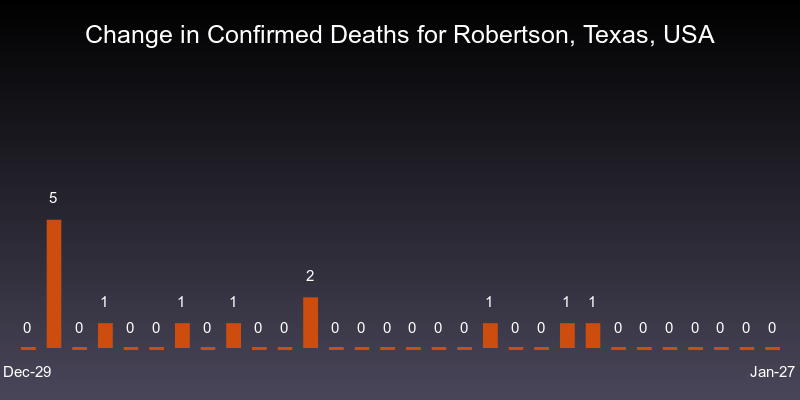 Change in Confirmed Deaths for Robertson, Texas, USA
5
2
1 1 1 1 1 1
0 0 0 0 0 0 0 0 0 0 0 0 0 0 0 0 0 0 0 0 0 0
Dec-29 Jan-27